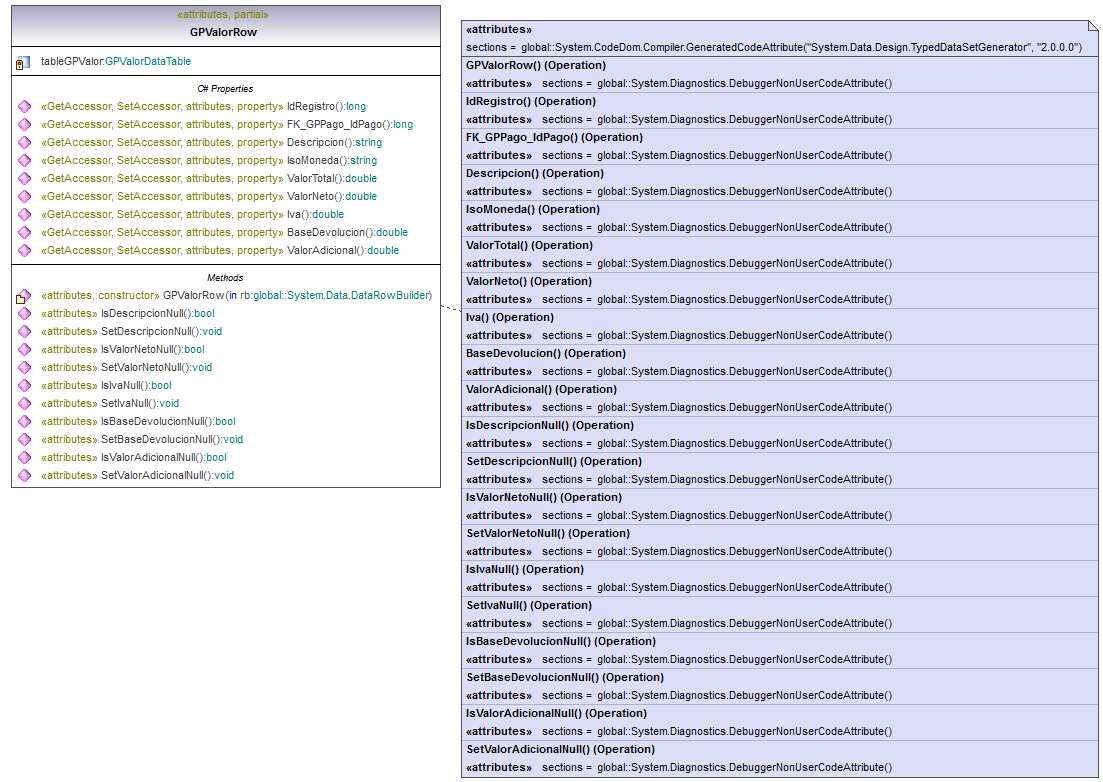 «attributes, partial»
GPValorRow
tableGPValor:GPValorDataTable
C# Properties
«GetAccessor, SetAccessor, attributes, property» IdRegistro():long
«GetAccessor, SetAccessor, attributes, property» FK_GPPago_IdPago():long
«GetAccessor, SetAccessor, attributes, property» Descripcion():string
«GetAccessor, SetAccessor, attributes, property» IsoMoneda():string
«GetAccessor, SetAccessor, attributes, property» ValorTotal():double
«GetAccessor, SetAccessor, attributes, property» ValorNeto():double
«GetAccessor, SetAccessor, attributes, property» Iva():double
«GetAccessor, SetAccessor, attributes, property» BaseDevolucion():double
«GetAccessor, SetAccessor, attributes, property» ValorAdicional():double
Methods
«attributes, constructor» GPValorRow(in rb:global::System.Data.DataRowBuilder)
«attributes» IsDescripcionNull():bool
«attributes» SetDescripcionNull():void
«attributes» IsValorNetoNull():bool
«attributes» SetValorNetoNull():void
«attributes» IsIvaNull():bool
«attributes» SetIvaNull():void
«attributes» IsBaseDevolucionNull():bool
«attributes» SetBaseDevolucionNull():void
«attributes» IsValorAdicionalNull():bool
«attributes» SetValorAdicionalNull():void
«attributes»
sections = global::System.CodeDom.Compiler.GeneratedCodeAttribute("System.Data.Design.TypedDataSetGenerator", "2.0.0.0")
GPValorRow() (Operation)
«attributes» sections = global::System.Diagnostics.DebuggerNonUserCodeAttribute()
IdRegistro() (Operation)
«attributes» sections = global::System.Diagnostics.DebuggerNonUserCodeAttribute()
FK_GPPago_IdPago() (Operation)
«attributes» sections = global::System.Diagnostics.DebuggerNonUserCodeAttribute()
Descripcion() (Operation)
«attributes» sections = global::System.Diagnostics.DebuggerNonUserCodeAttribute()
IsoMoneda() (Operation)
«attributes» sections = global::System.Diagnostics.DebuggerNonUserCodeAttribute()
ValorTotal() (Operation)
«attributes» sections = global::System.Diagnostics.DebuggerNonUserCodeAttribute()
ValorNeto() (Operation)
«attributes» sections = global::System.Diagnostics.DebuggerNonUserCodeAttribute()
Iva() (Operation)
«attributes» sections = global::System.Diagnostics.DebuggerNonUserCodeAttribute()
BaseDevolucion() (Operation)
«attributes» sections = global::System.Diagnostics.DebuggerNonUserCodeAttribute()
ValorAdicional() (Operation)
«attributes» sections = global::System.Diagnostics.DebuggerNonUserCodeAttribute()
IsDescripcionNull() (Operation)
«attributes» sections = global::System.Diagnostics.DebuggerNonUserCodeAttribute()
SetDescripcionNull() (Operation)
«attributes» sections = global::System.Diagnostics.DebuggerNonUserCodeAttribute()
IsValorNetoNull() (Operation)
«attributes» sections = global::System.Diagnostics.DebuggerNonUserCodeAttribute()
SetValorNetoNull() (Operation)
«attributes» sections = global::System.Diagnostics.DebuggerNonUserCodeAttribute()
IsIvaNull() (Operation)
«attributes» sections = global::System.Diagnostics.DebuggerNonUserCodeAttribute()
SetIvaNull() (Operation)
«attributes» sections = global::System.Diagnostics.DebuggerNonUserCodeAttribute()
IsBaseDevolucionNull() (Operation)
«attributes» sections = global::System.Diagnostics.DebuggerNonUserCodeAttribute()
SetBaseDevolucionNull() (Operation)
«attributes» sections = global::System.Diagnostics.DebuggerNonUserCodeAttribute()
IsValorAdicionalNull() (Operation)
«attributes» sections = global::System.Diagnostics.DebuggerNonUserCodeAttribute()
SetValorAdicionalNull() (Operation)
«attributes» sections = global::System.Diagnostics.DebuggerNonUserCodeAttribute()